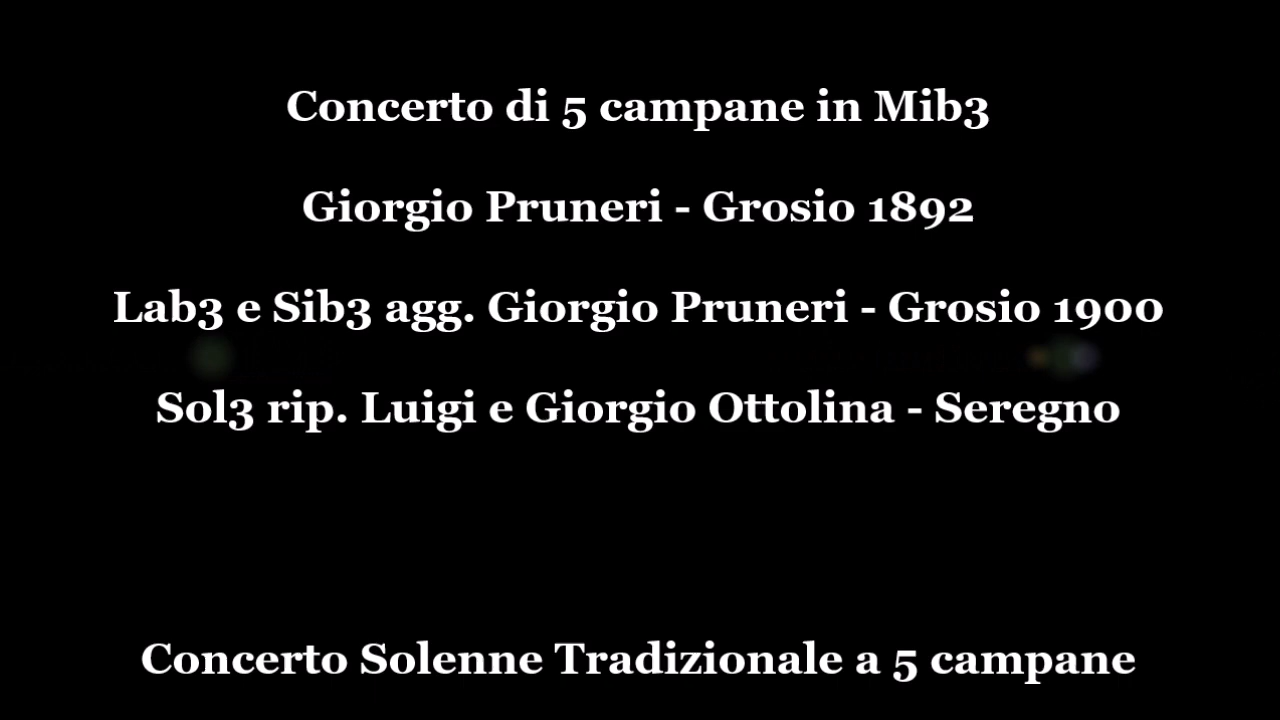 Concerto di 5 campane in Mib3
Giorgio Pruneri - Grosio 1892
Lab3 e Sib3 agg. Giorgio Pruneri - Grosio 1900
Sol3 rip. Luigi e Giorgio Ottolina - Seregno
Concerto Solenne Tradizionale a 5 campane